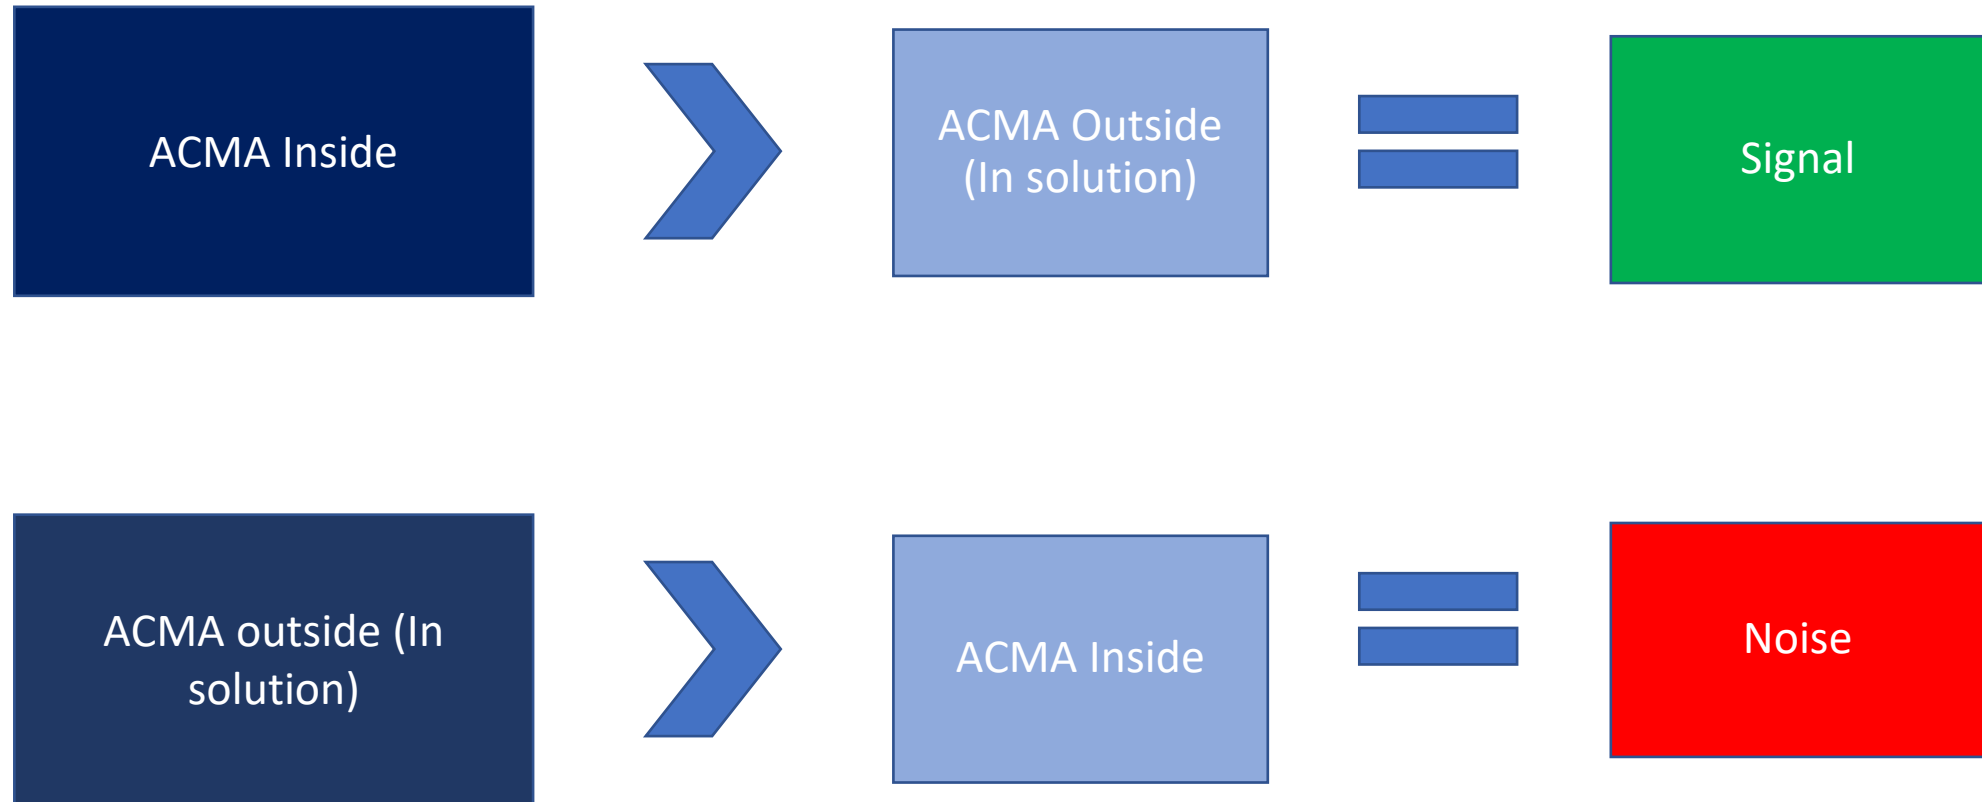 ACMA Inside
ACMA Outside
(In solution)
Signal
ACMA outside (In
solution)
ACMA Inside
Noise